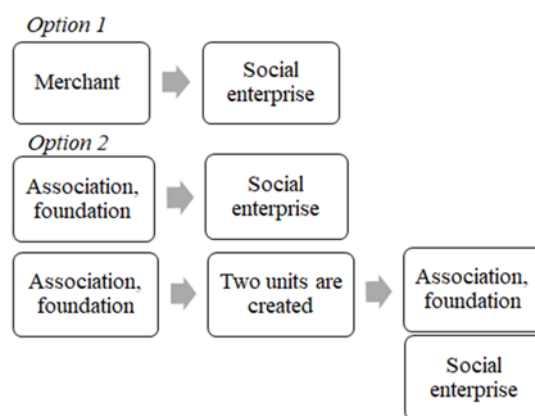 Option 1
Merchant
Social
enterprise
Option 2
Association,
foundation
Social
enterprise
Association,
foundation
Two units are
created
Association,
foundation
Social
enterprise